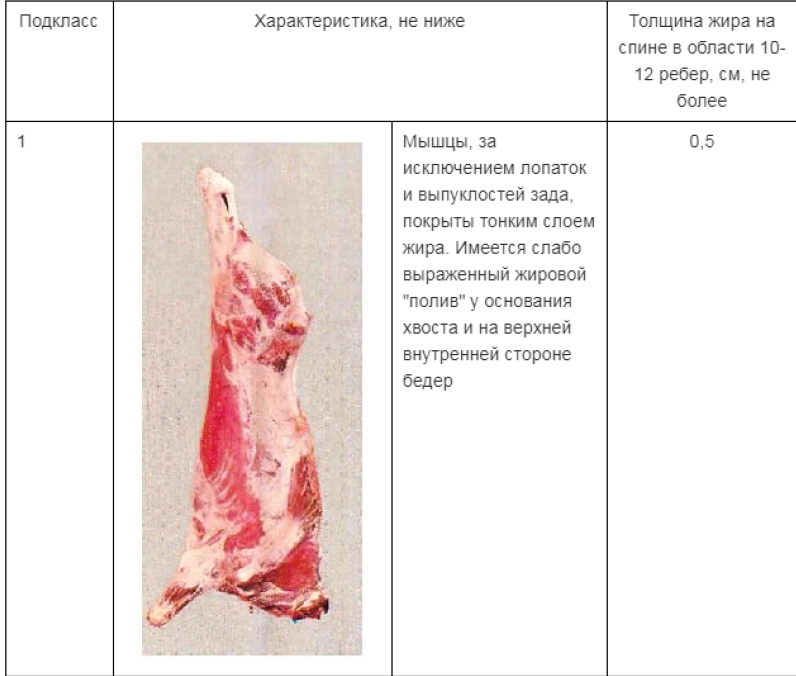 Подкласс
Характеристика, не ниже
Толщина жира на
спине в области 10-
12 ребер, см, не
более
1
Мышцы, за
исключением лопаток
и выпуклостей зада,
покрыты тонким слоем
жира. Имеется слабо
выраженный жировой
"полив" у основания
хвоста и на верхней
внутренней стороне
бедер
0,5